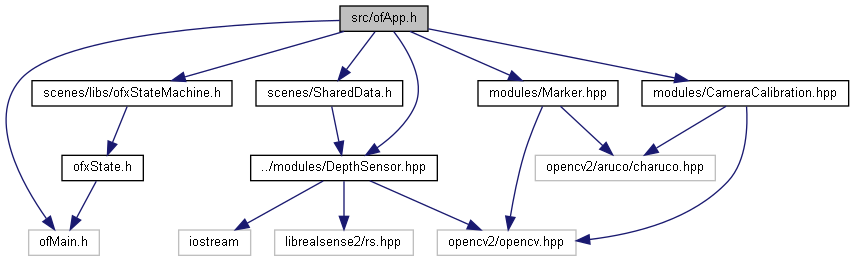 src/ofApp.h
scenes/libs/ofxStateMachine.h
scenes/SharedData.h
modules/Marker.hpp
modules/CameraCalibration.hpp
ofxState.h
../modules/DepthSensor.hpp
opencv2/aruco/charuco.hpp
ofMain.h
iostream
librealsense2/rs.hpp
opencv2/opencv.hpp